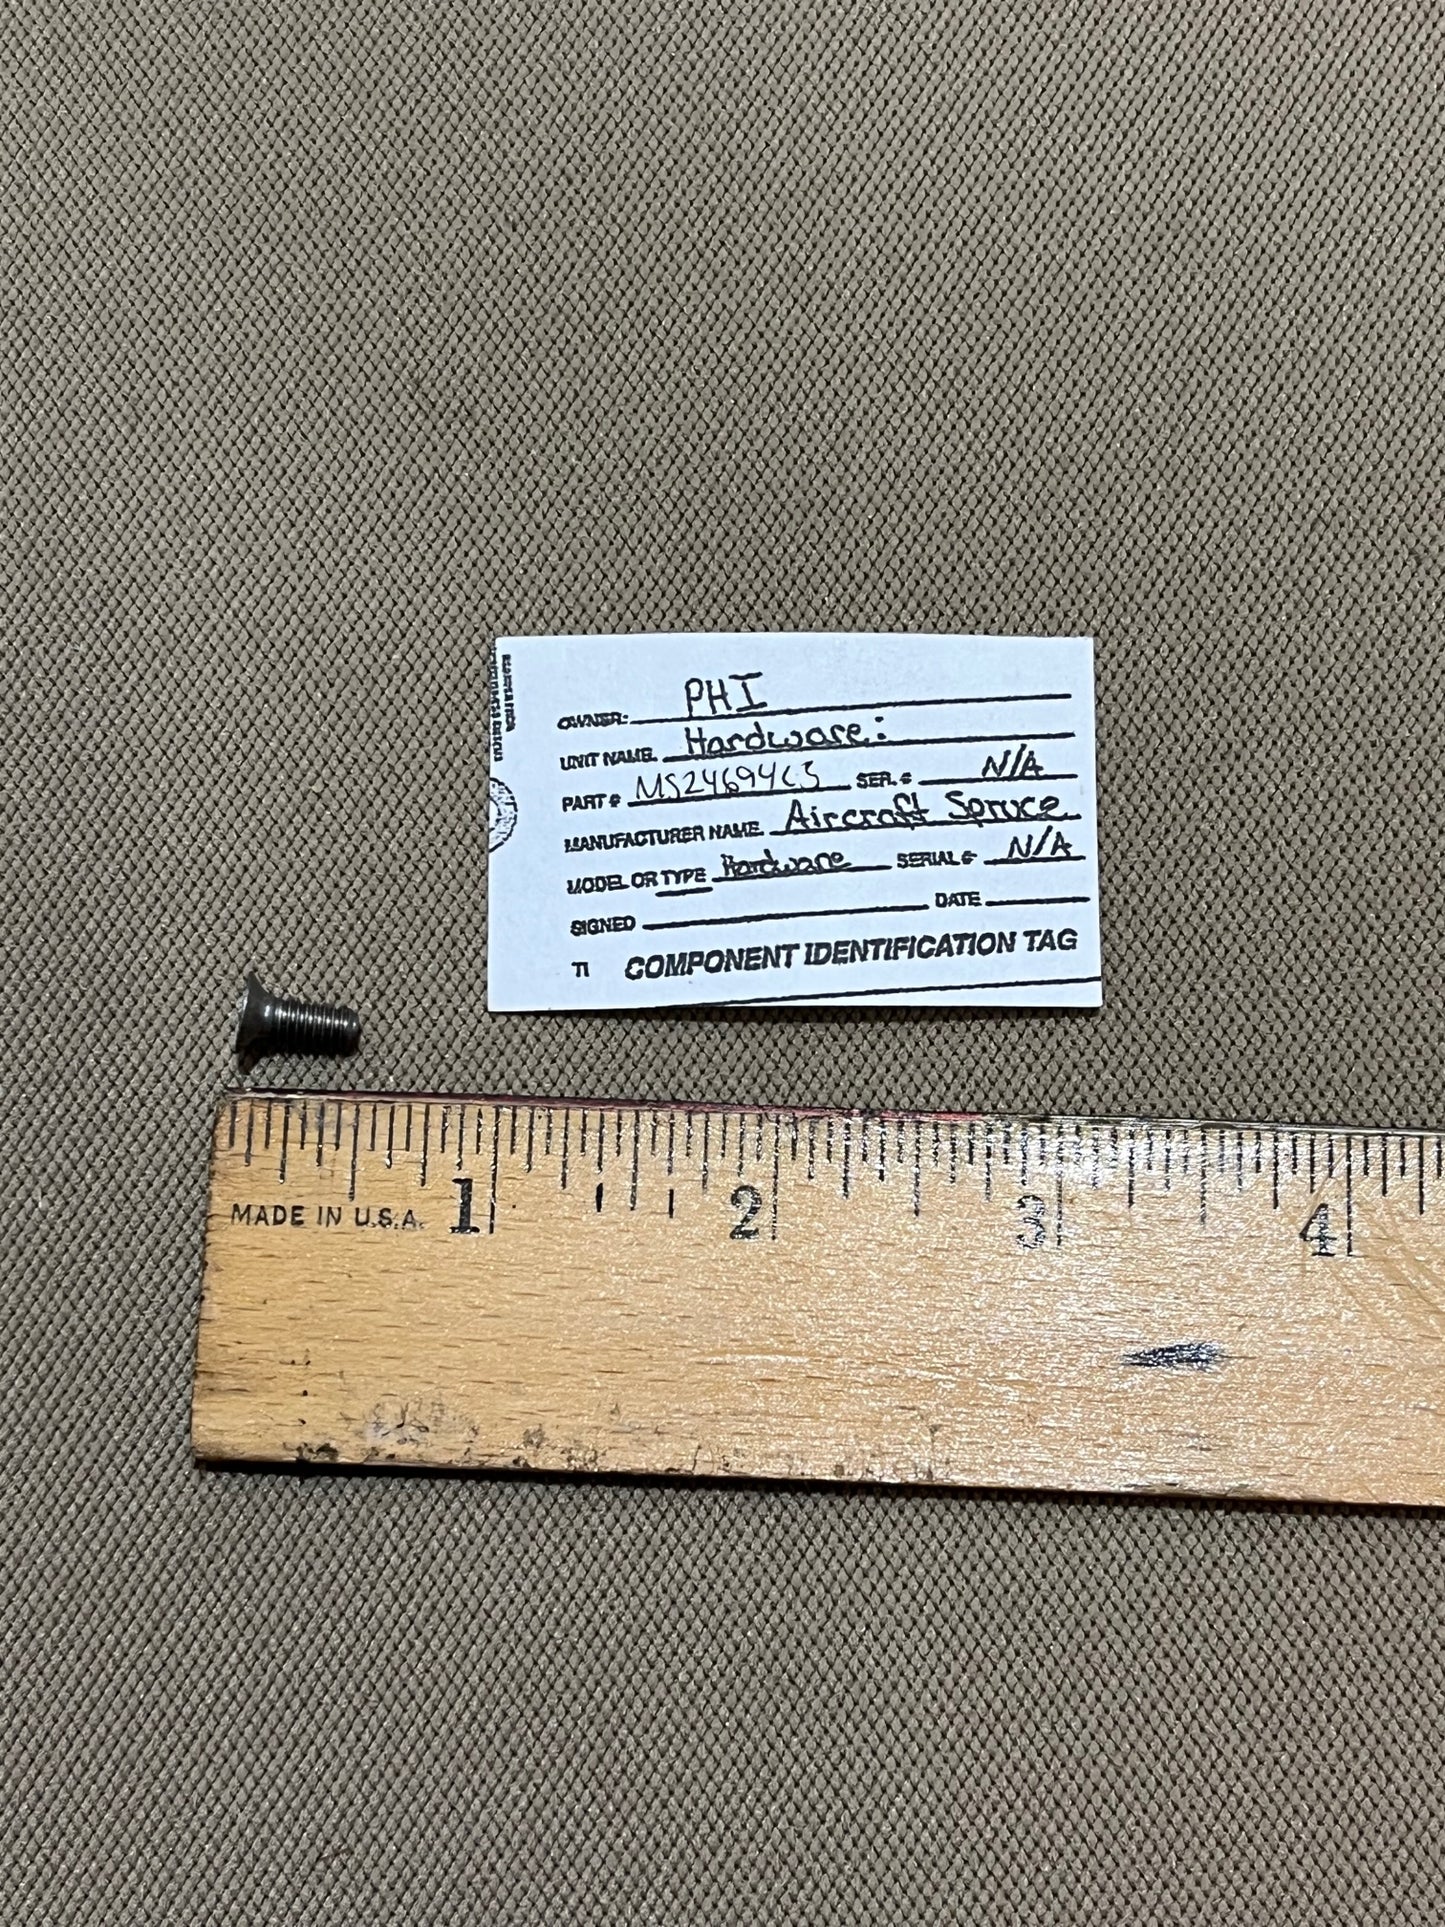 OWNER: PHI
UNIT NAME. Hardware:
PART # MS24694C5 SER. # N/A
MANUFACTURER NAME. Aircraft Spruce
MODEL OR TYPE Hardware SERIAL # N/A
SIGNED DATE
TI COMPONENT IDENTIFICATION TAG
1 2 3 4
MADE IN U.S.A.